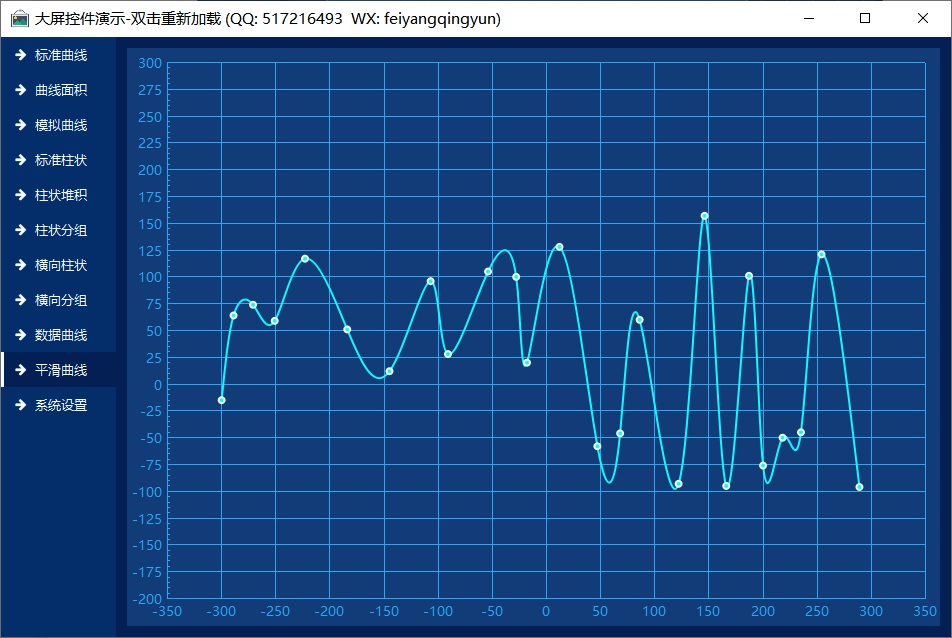 大屏控件演示-双击重新加载 (QQ: 517216493  WX: feiyangqingyun)
标准曲线
曲线面积
模拟曲线
标准柱状
柱状堆积
柱状分组
横向柱状
横向分组
数据曲线
平滑曲线
系统设置
300
275
250
225
200
175
150
125
100
75
50
25
0
-25
-50
-75
-100
-125
-150
-175
-200
-350 -300 -250 -200 -150 -100 -50 0 50 100 150 200 250 300 350